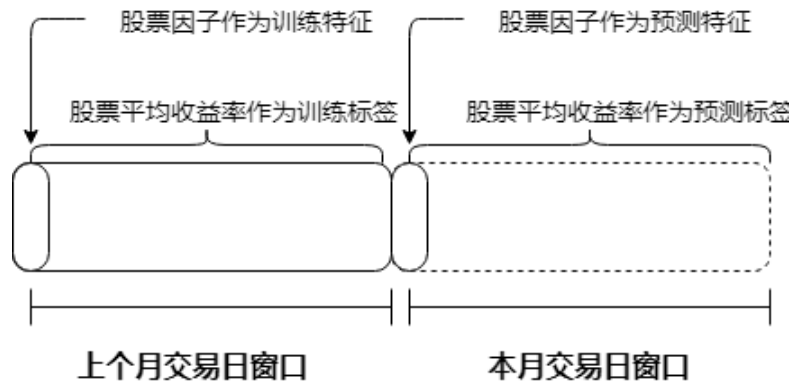 股票因子作为训练特征
股票因子作为预测特征
股票平均收益率作为训练标签
股票平均收益率作为预测标签
上个月交易日窗口
本月交易日窗口